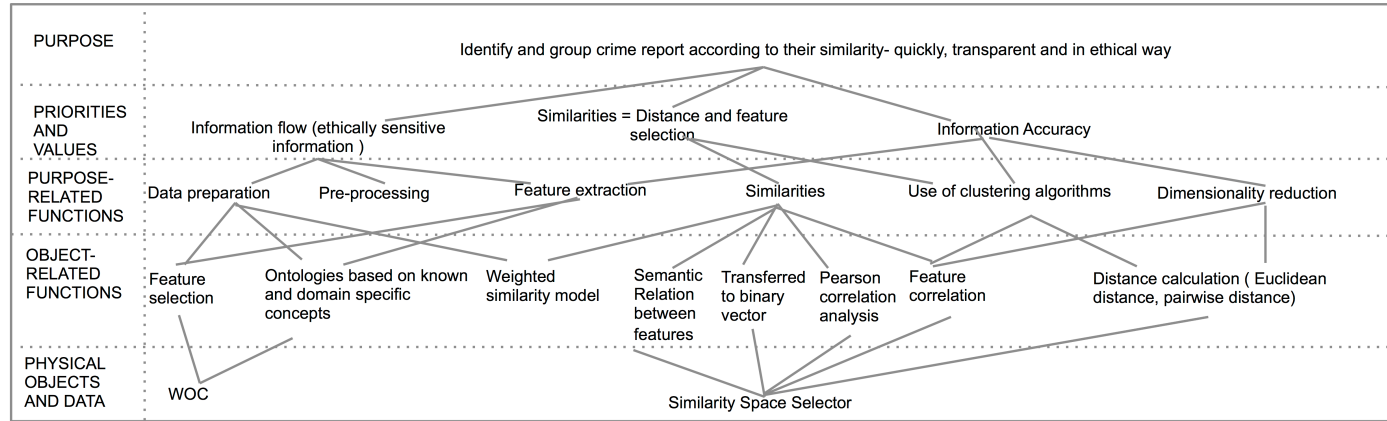 PURPOSE
Identify and group crime report according to their similarity- quickly, transparent and in ethical way
PRIORITIES
AND
VALUES
Information flow (ethically sensitive
information )
Similarities = Distance and feature
selection
Information Accuracy
PURPOSE-
RELATED
FUNCTIONS
Data preparation
Pre-processing
Feature extraction
Similarities
Use of clustering algorithms
Dimensionality reduction
OBJECT-
RELATED
FUNCTIONS
Feature
selection
Ontologies based on known
and domain specific
concepts
Weighted
similarity model
Semantic
Relation
between
features
Transferred
to binary
vector
Pearson
correlation
analysis
Feature
correlation
Distance calculation ( Euclidean
distance, pairwise distance)
PHYSICAL
OBJECTS
AND DATA
WOC
Similarity Space Selector